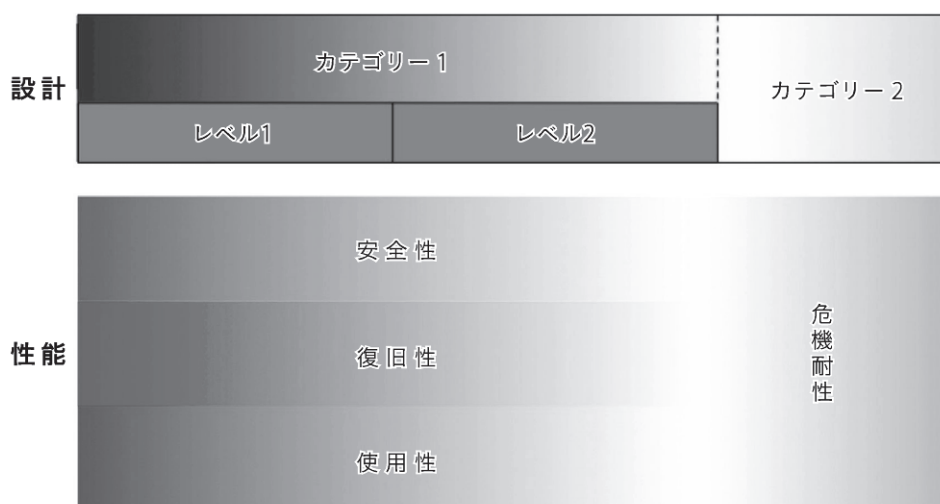 設計
カテゴリー 1
カテゴリー 2
レベル1
レベル2
性能
安全性
復旧性
使用性
危機耐性